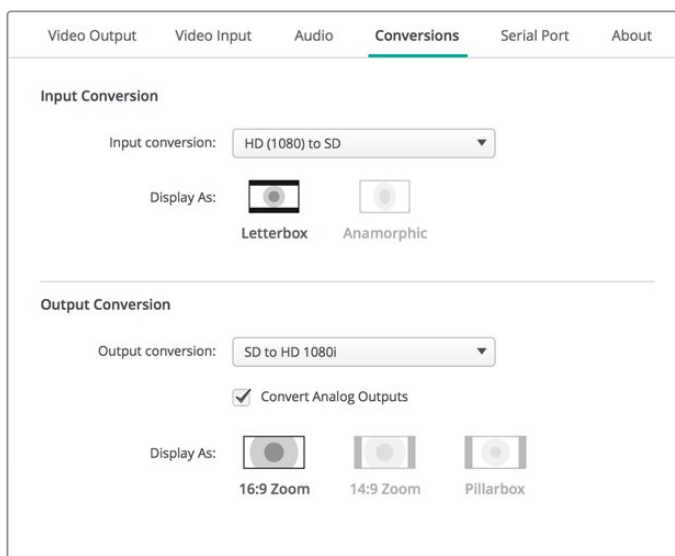 Video Output Video Input Audio Conversions Serial Port About
Input Conversion
Input conversion: HD (1080) to SD
Display As:
Letterbox Anamorphic
Output Conversion
Output conversion: SD to HD 1080i
Convert Analog Outputs
Display As:
16:9 Zoom 14:9 Zoom Pillarbox